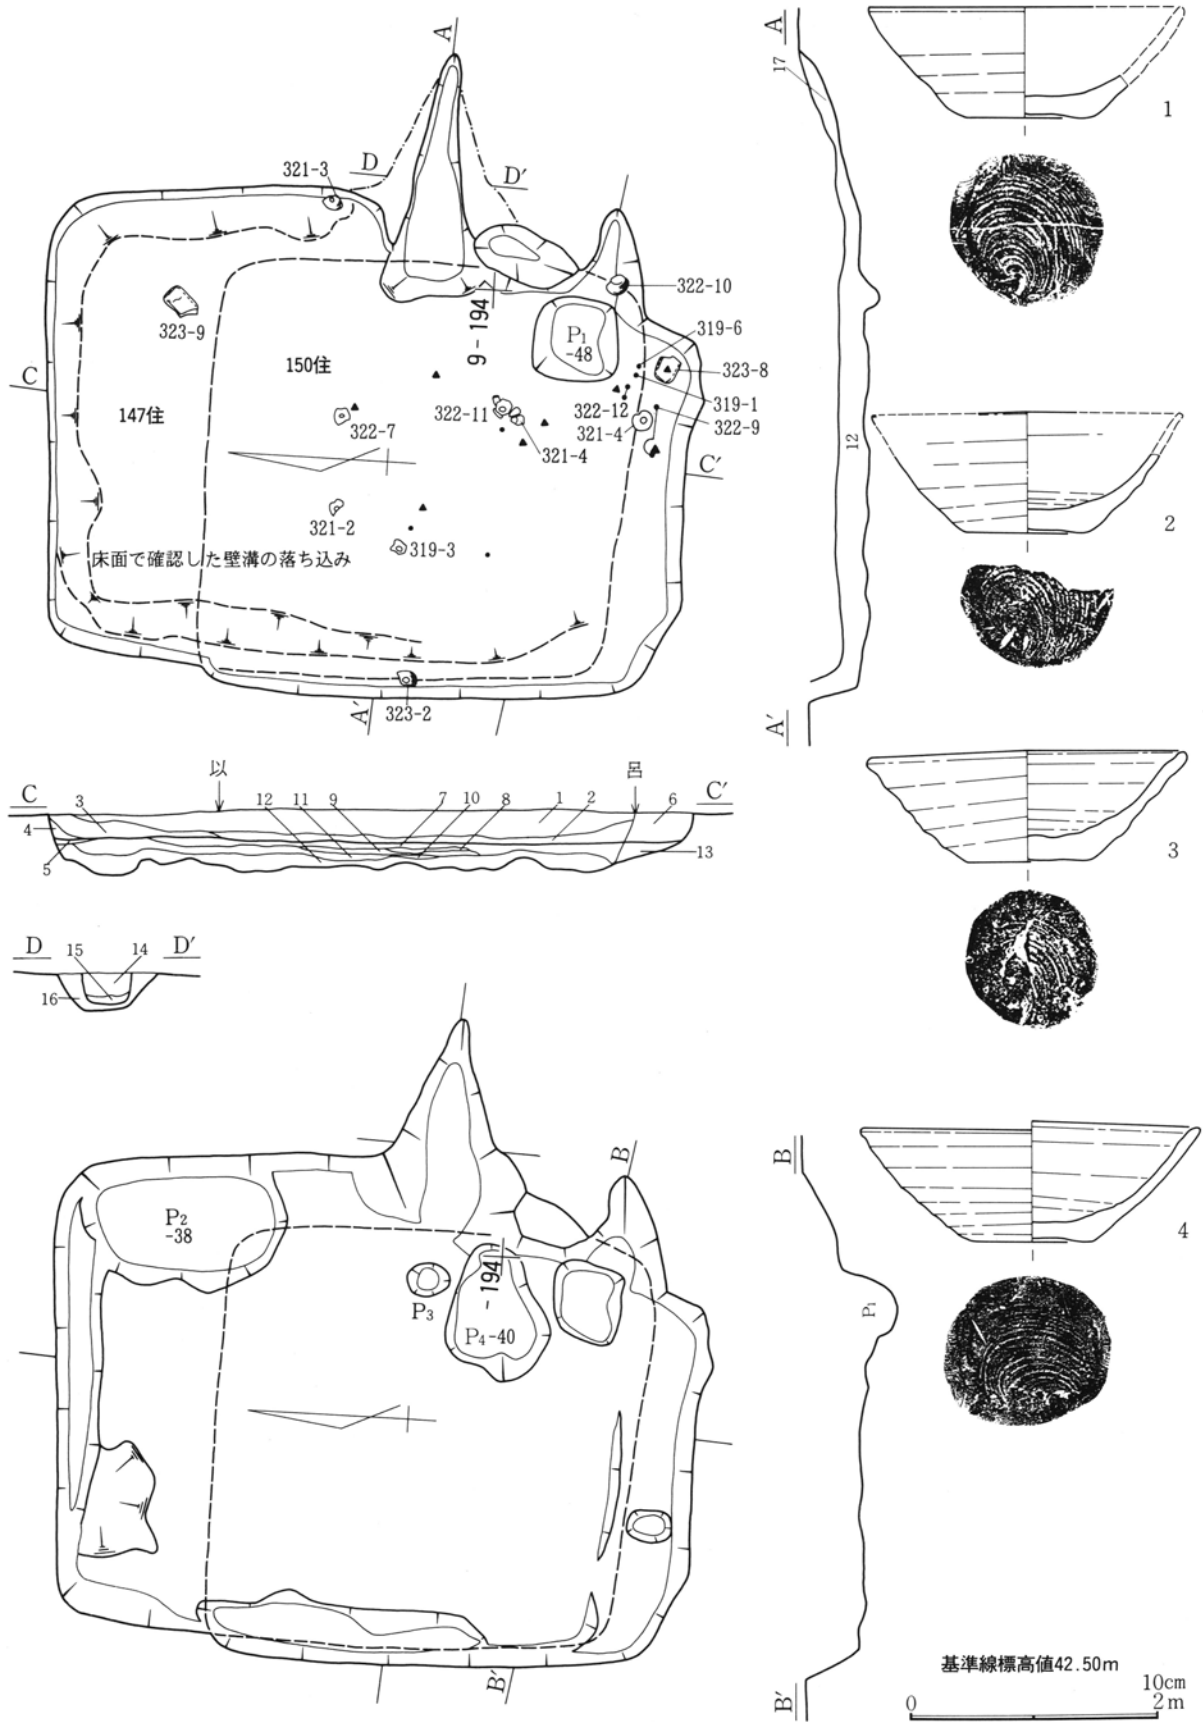 A
D
D′
321-3
323-9
147住
150住
C
9-194
P₁
-48
322-10
319-6
323-8
319-1
322-9
322-12
321-4
322-11
321-4
322-7
321-2
319-3
C′
床面で確認した壁溝の落ち込み
A′
323-2
A
17
12
A′
C
以
呂
C′
3
12
11
9
7
10
8
1
2
6
4
5
13
D
15
14
D′
16
B
P₂
-38
P₃
-194
P₄-40
B′
B
P₁
B′
1
2
3
4
基準線標高値42.50m
10cm
0
2m